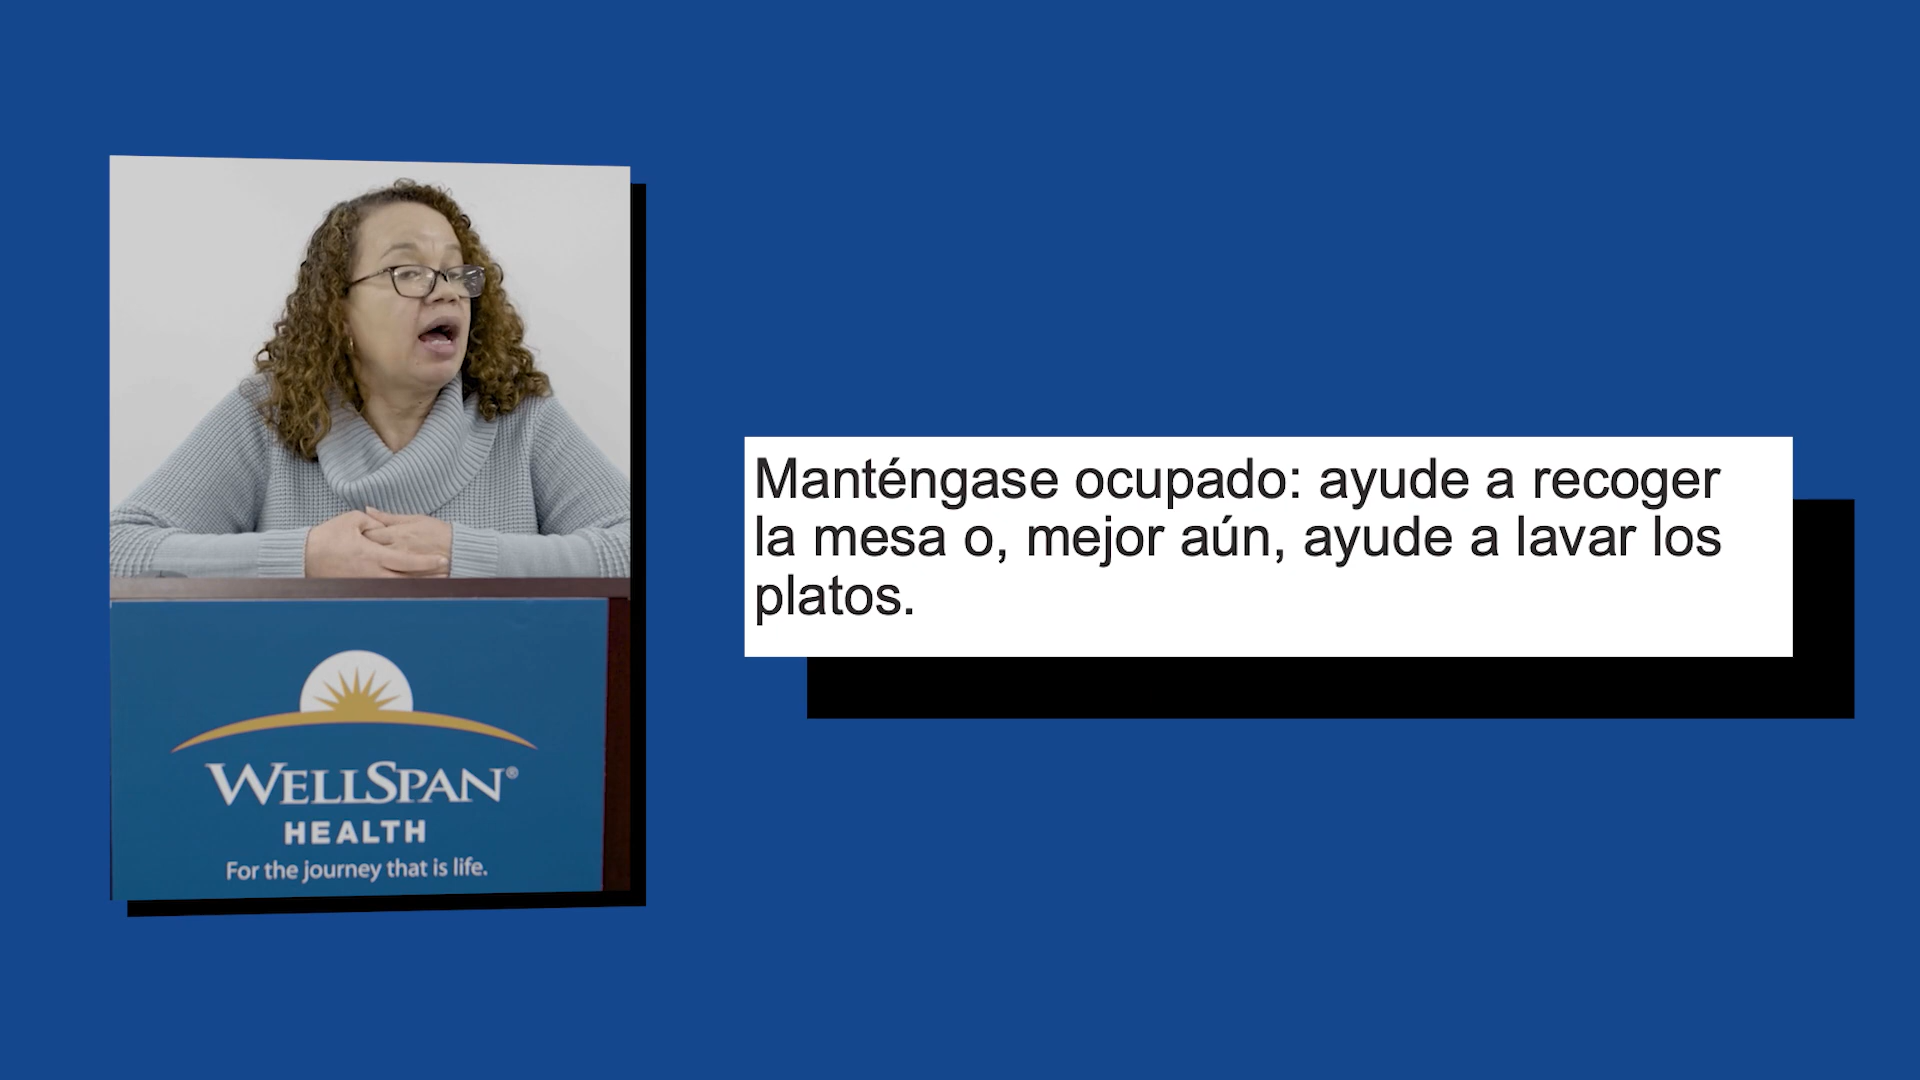 Manténgase ocupado: ayude a recoger
la mesa o, mejor aún, ayude a lavar los
platos.
WELLSPAN®
HEALTH
For the journey that is life.